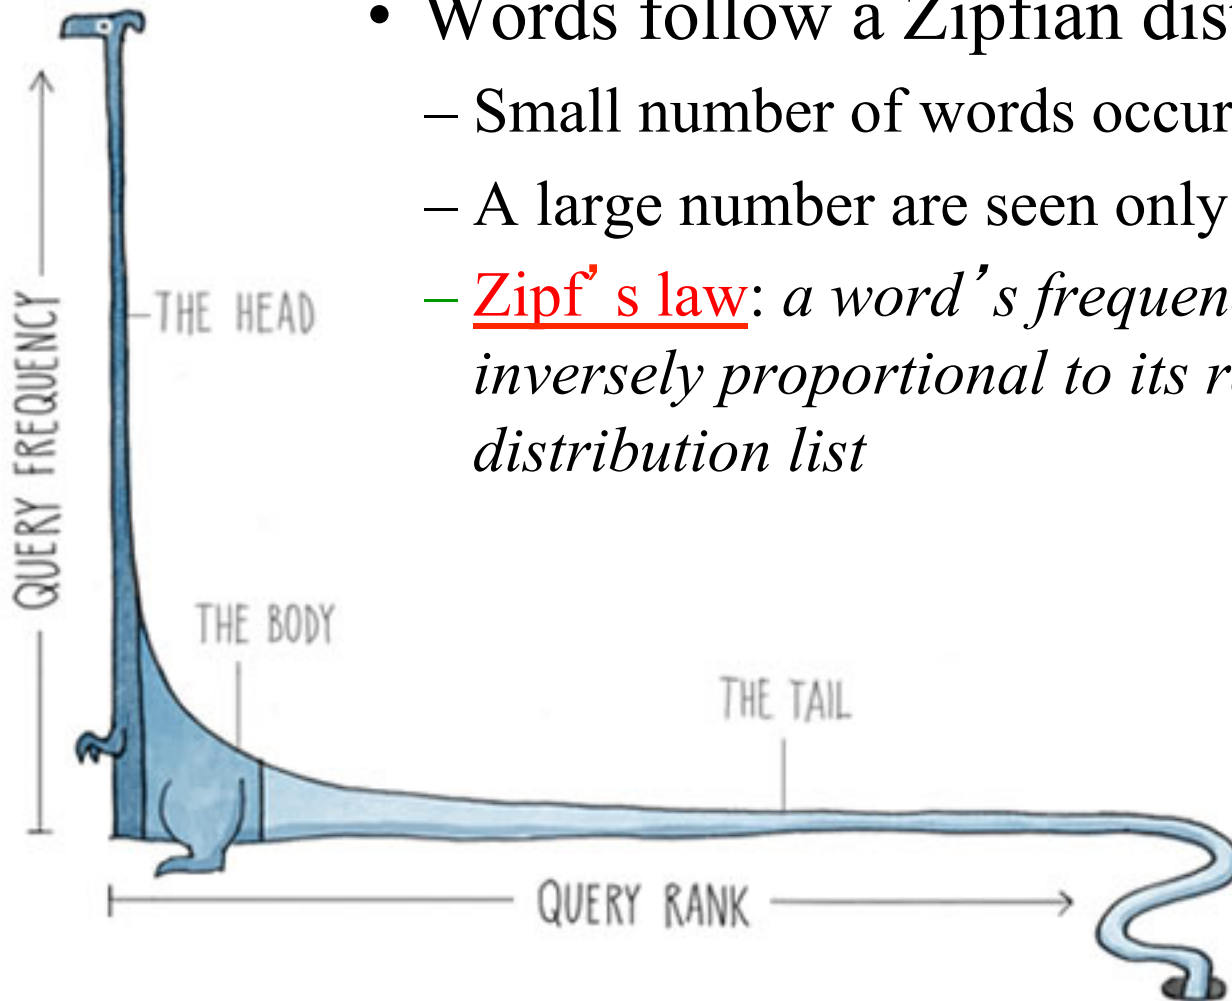 • Words follow a Zipfian
– Small number of words occur
– A large number are seen only
– Zipf's law: a word's
inversely proportional to its
distribution list
QUERY FREQUENCY
THE HEAD
THE BODY
THE TAIL
QUERY RANK